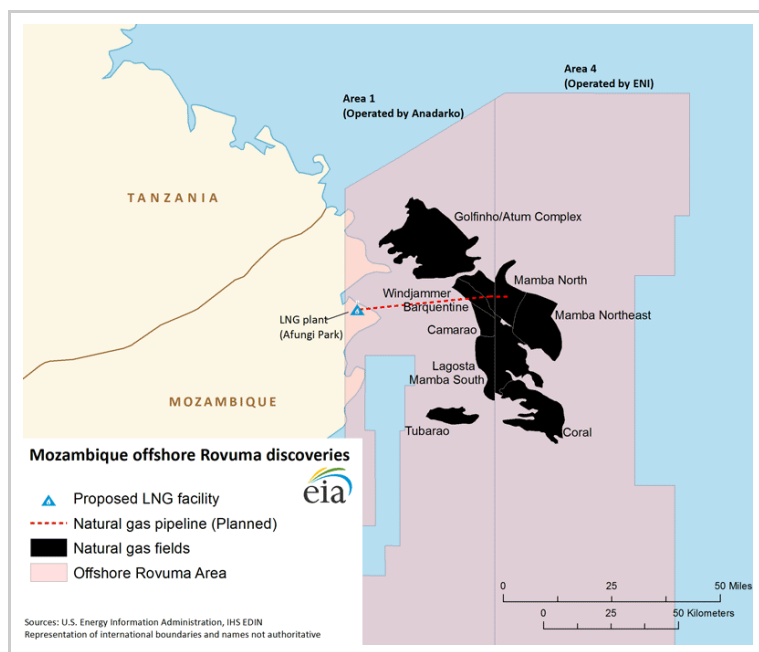 Area 4
(Operated by ENI)
Area 1
(Operated by Anadarko)
TANZANIA
Golfinho/Atum Complex
Mamba North
Windjammer
Barquentine
Mamba Northeast
LNG plant
(Afungi Park)
Camarao
Lagosta
Mamba South
MOZAMBIQUE
Tubarao
Coral
Mozambique offshore Rovuma discoveries
eia
Proposed LNG facility
Natural gas pipeline (Planned)
Natural gas fields
Offshore Rovuma Area
0 25 50 Miles
0 25 50 Kilometers
Sources: U.S. Energy Information Administration, IHS EDIN
Representation of international boundaries and names not authoritative